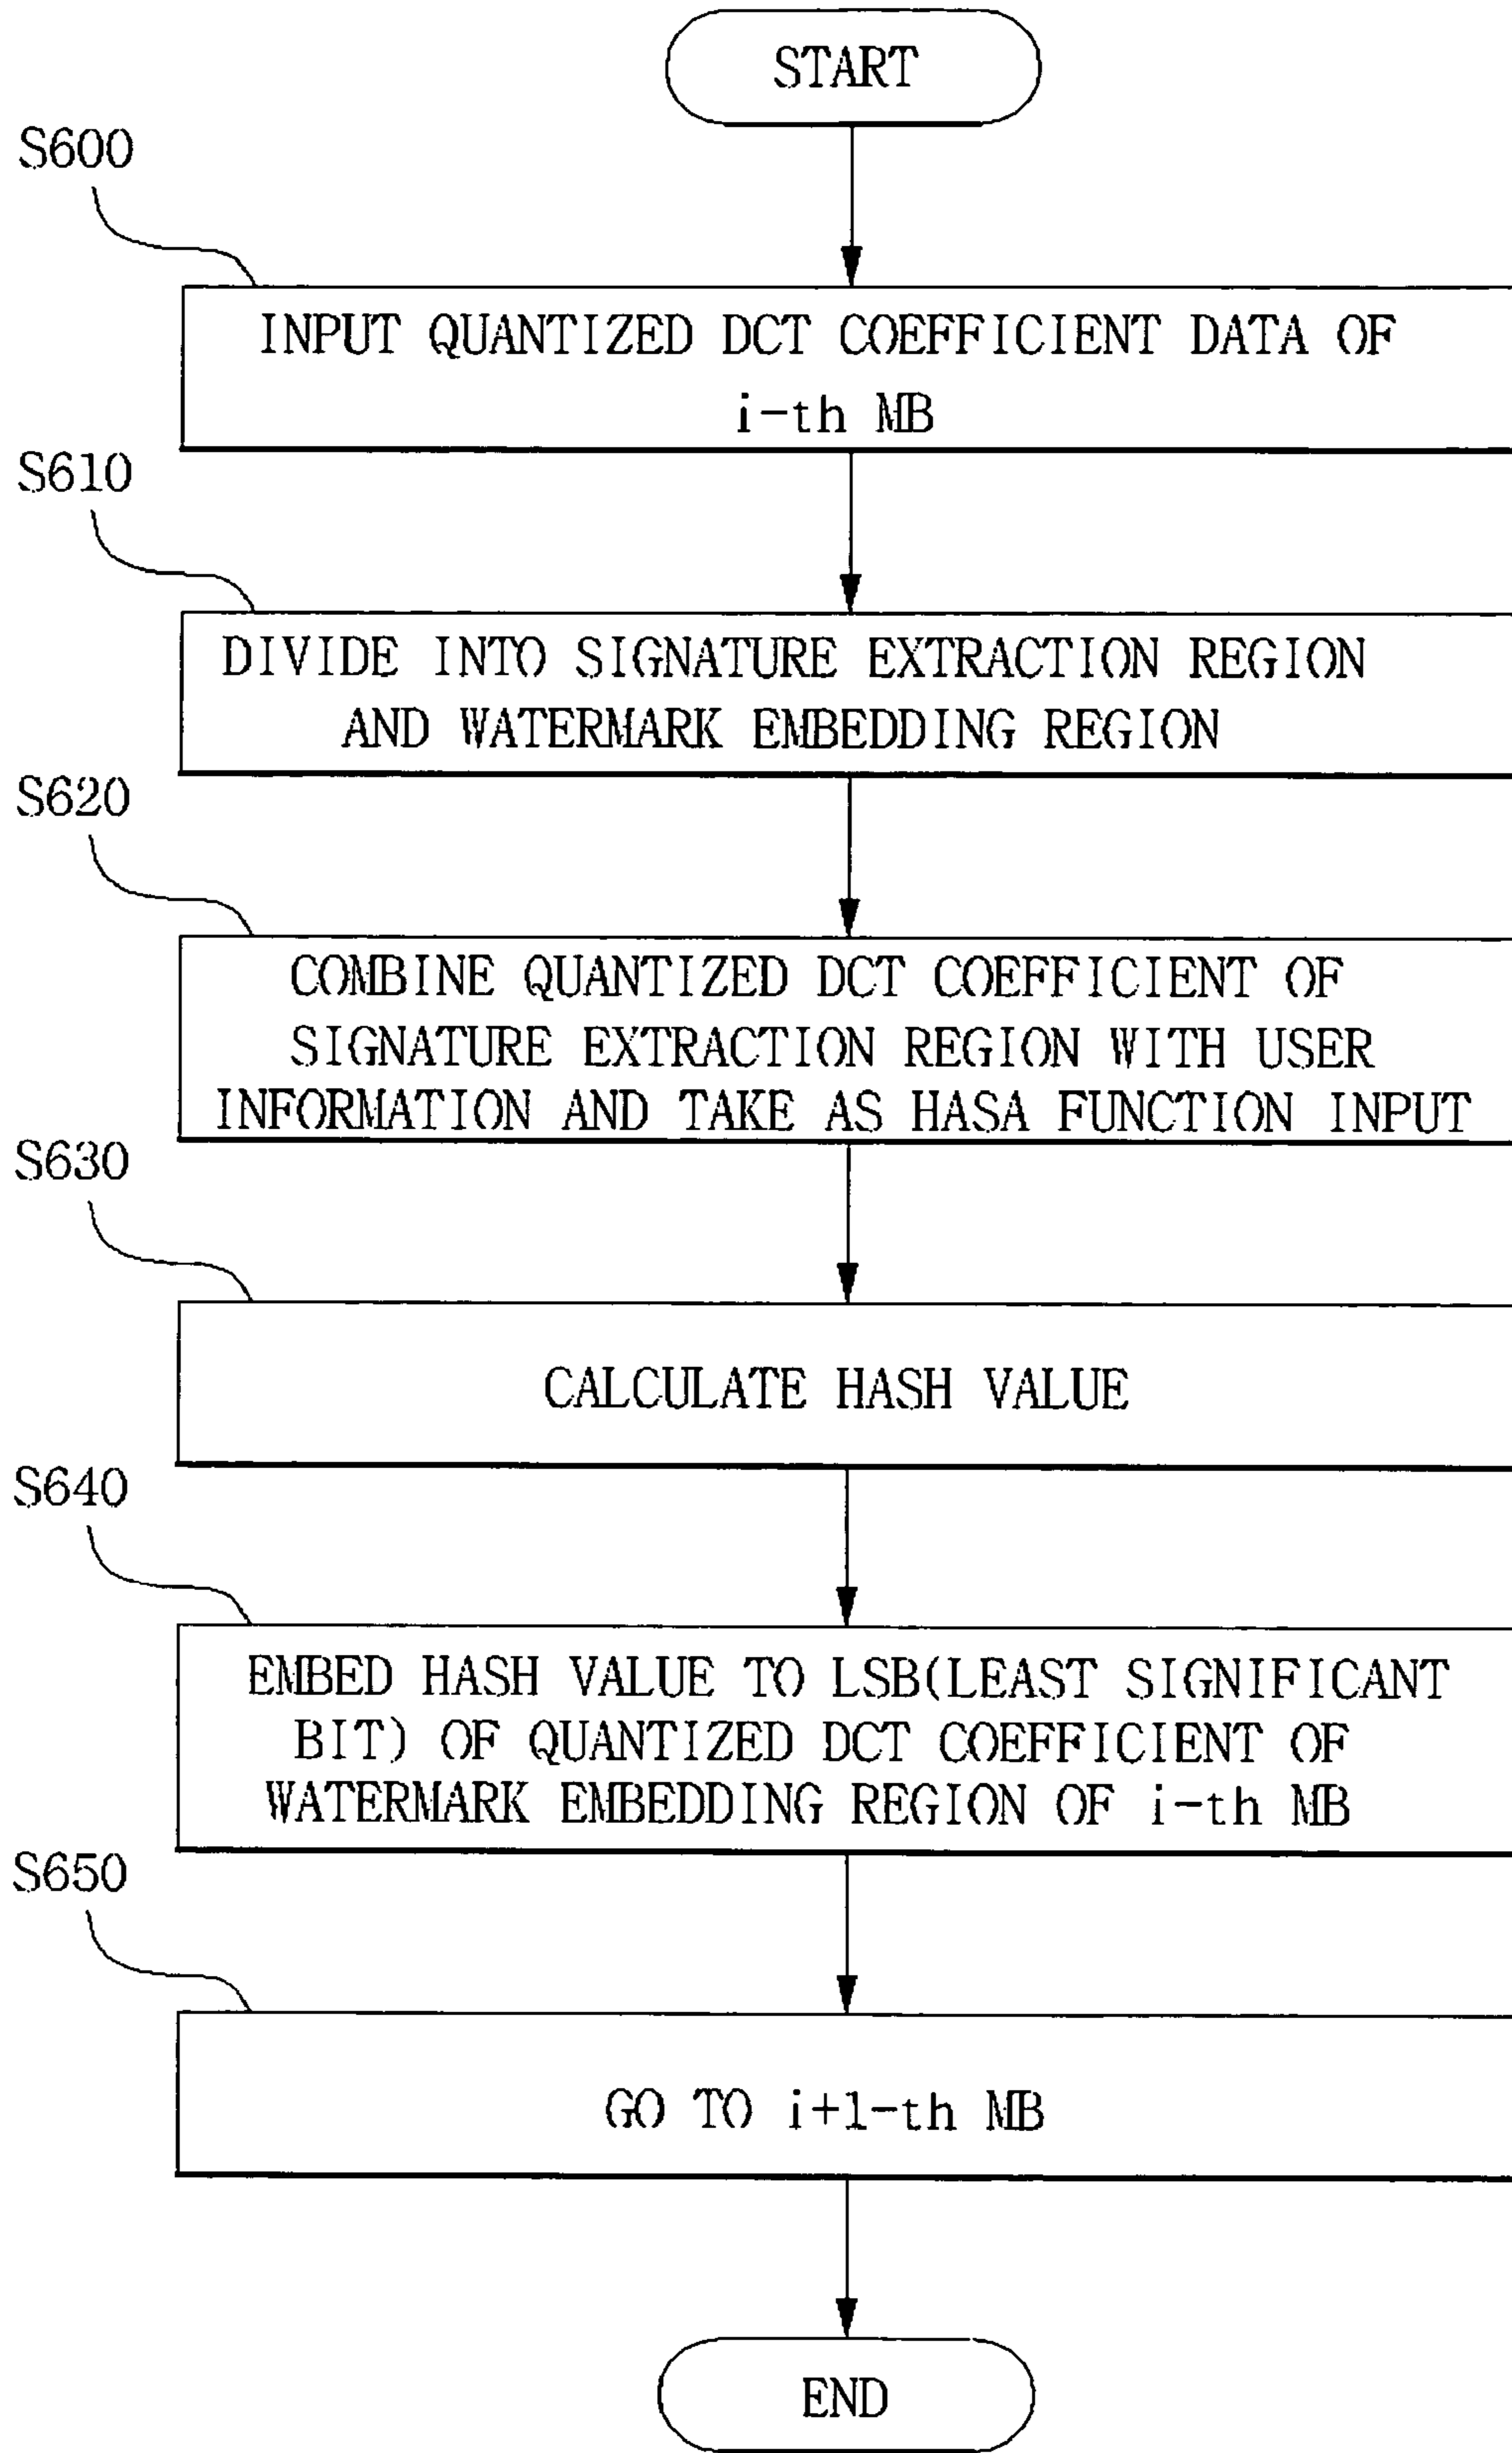 START
S600
INPUT QUANTIZED DCT COEFFICIENT DATA OF
i-th MB
S610
DIVIDE INTO SIGNATURE EXTRACTION REGION
AND WATERMARK EMBEDDING REGION
S620
COMBINE QUANTIZED DCT COEFFICIENT OF
SIGNATURE EXTRACTION REGION WITH USER
INFORMATION AND TAKE AS HASA FUNCTION INPUT
S630
CALCULATE HASH VALUE
S640
EMBED HASH VALUE TO LSB(LEAST SIGNIFICANT
BIT) OF QUANTIZED DCT COEFFICIENT OF
WATERMARK EMBEDDING REGION OF i-th MB
S650
GO TO i+1-th MB
END